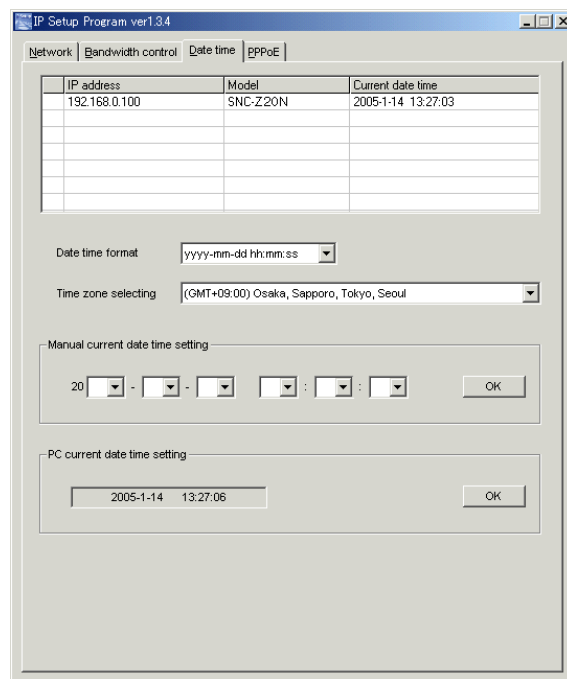 IP Setup Program ver1.3.4
Network Bandwidth control Date time PPPoE
IP address Model Current date time
192.168.0.100 SNC-Z20N 2005-1-14 13:27:03
Date time format yyyy-mm-dd hh:mm:ss
Time zone selecting (GMT+09:00) Osaka, Sapporo, Tokyo, Seoul
Manual current date time setting
20 - - : : OK
PC current date time setting
2005-1-14 13:27:06 OK